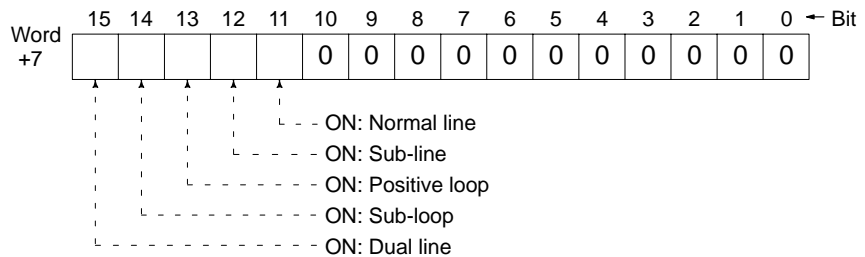 15 14 13 12 11 10 9 8 7 6 5 4 3 2 1 0 ← Bit
Word
+7
0 0 0 0 0 0 0 0 0 0 0
ON: Normal line
ON: Sub-line
ON: Positive loop
ON: Sub-loop
ON: Dual line